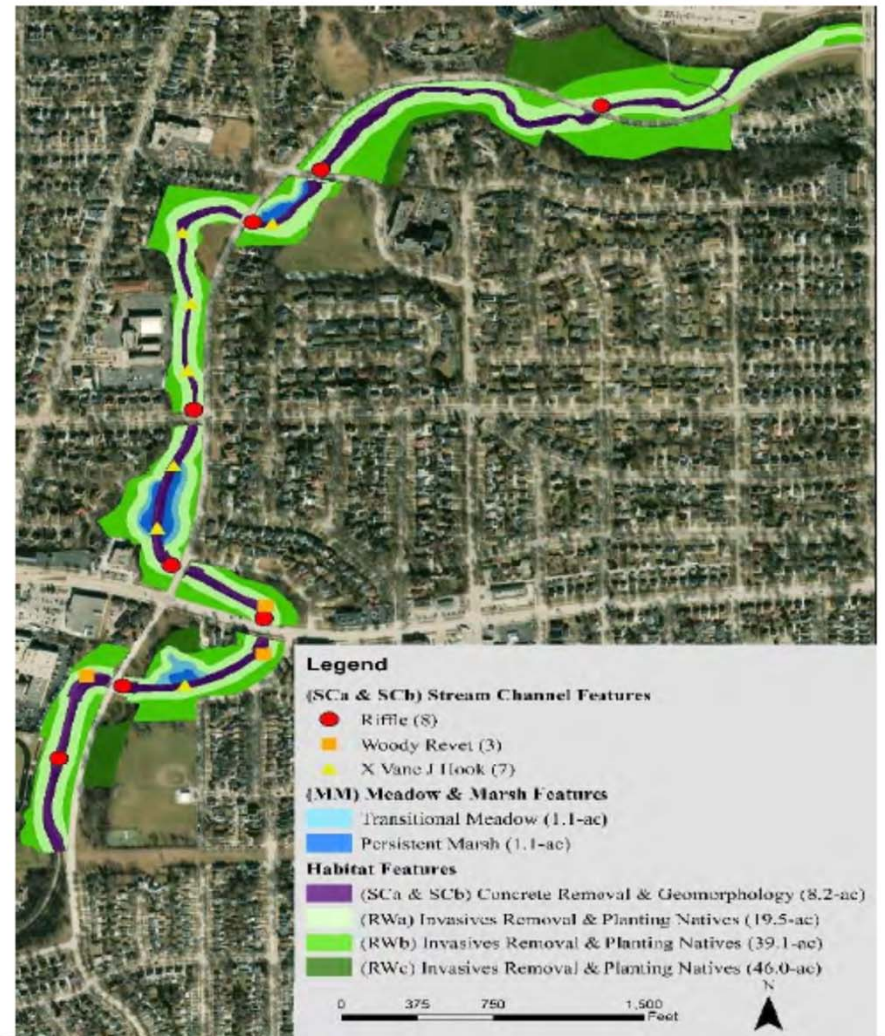 Legend
(SCa & SCb) Stream Channel Features
Riffle (8)
Woody Revet (3)
X Vane J Hook (7)
(MM) Meadow & Marsh Features
Transitional Meadow (1.1-ac)
Persistent Marsh (1.1-ac)
Habitat Features
(SCa & SCb) Concrete Removal & Geomorphology (8.2-ac)
(RWa) Invasives Removal & Planting Natives (19.5-ac)
(RWb) Invasives Removal & Planting Natives (39.1-ac)
(RWc) Invasives Removal & Planting Natives (46.0-ac)
N
0 375 750 1,500
Feet